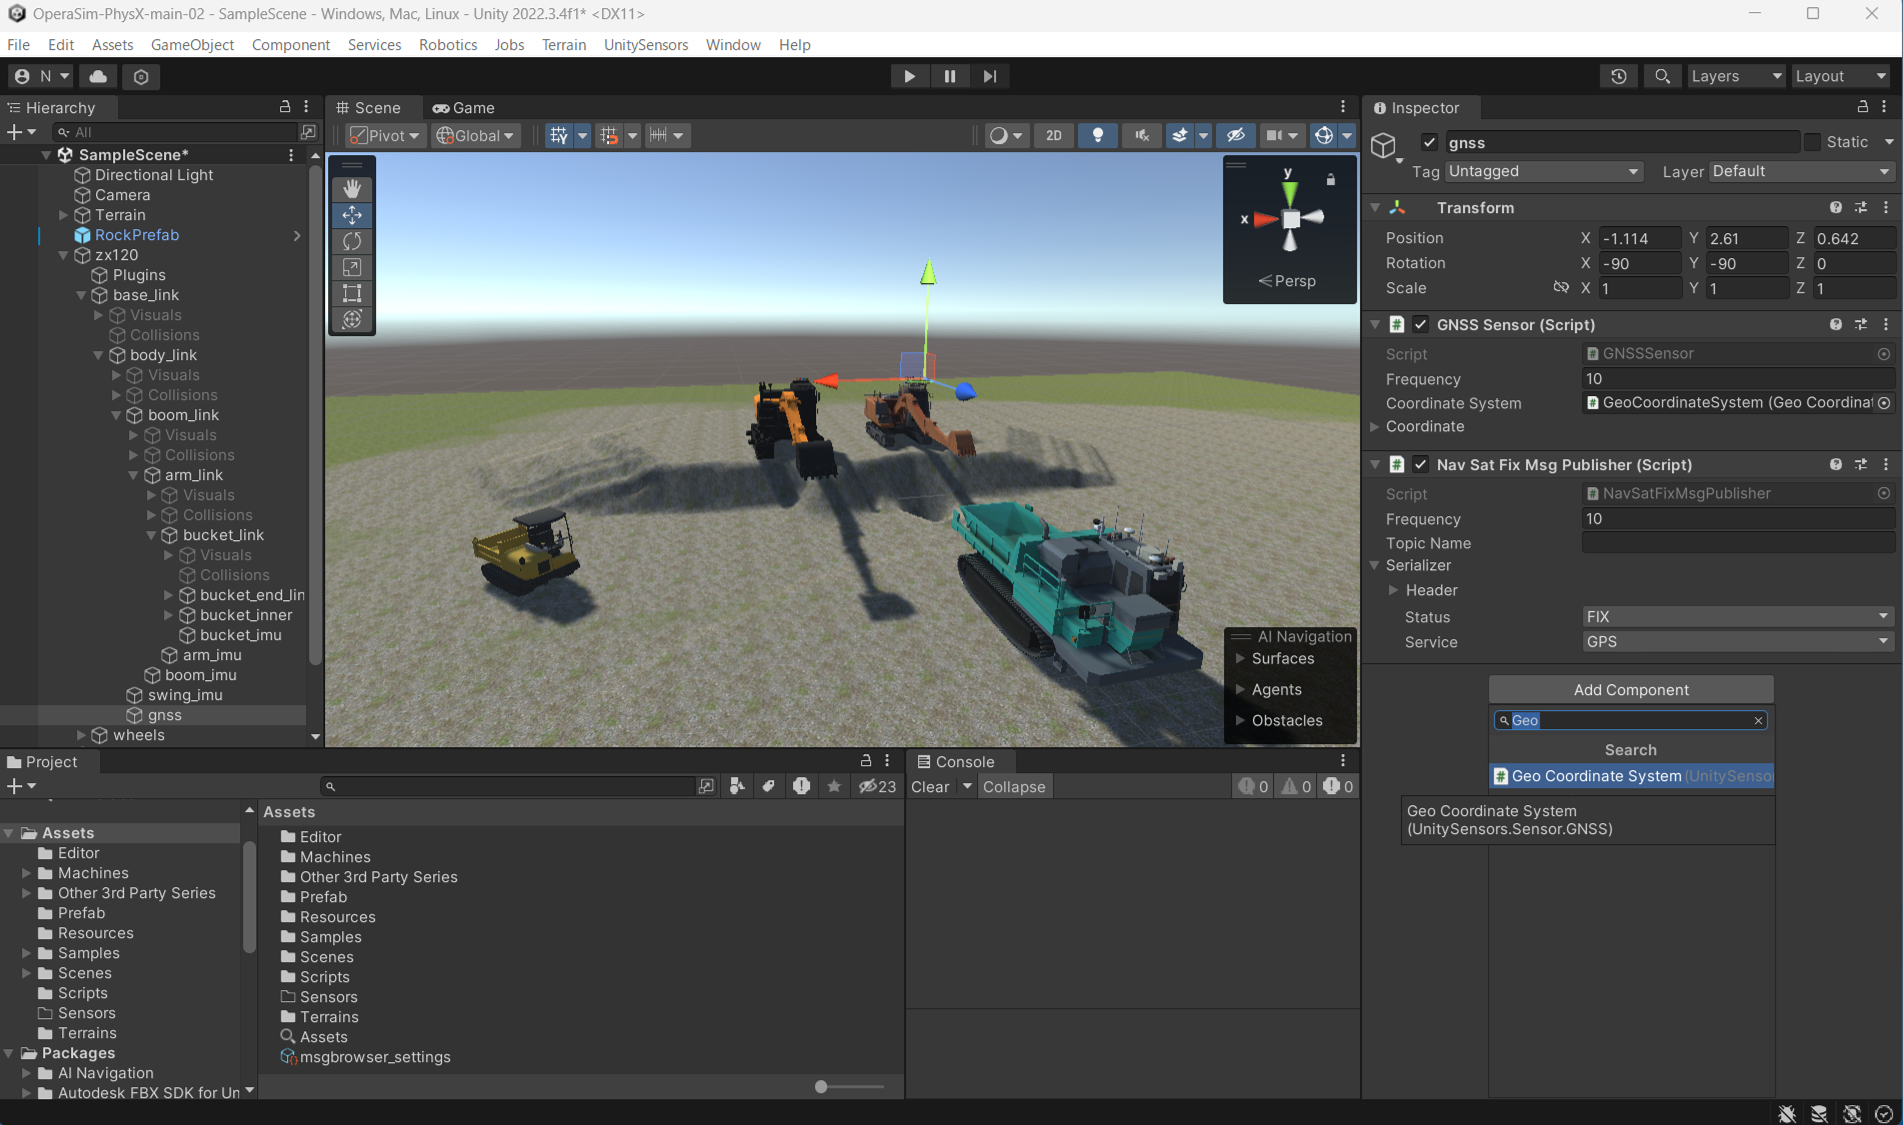 OperaSim-PhysX-main-02 - SampleScene - Windows, Mac, Linux - Unity 2022.3.4f1* <DX11>
File Edit Assets GameObject Component Services Robotics Jobs Terrain UnitySensors Window Help
N
Layers Layout
Hierarchy
All
SampleScene*
Directional Light
Camera
Terrain
RockPrefab
zx120
Plugins
base_link
Visuals
Collisions
body_link
Visuals
Collisions
boom_link
Visuals
Collisions
arm_link
Visuals
Collisions
bucket_link
Visuals
Collisions
bucket_end_lin
bucket_inner
bucket_imu
arm_imu
boom_imu
swing_imu
gnss
wheels
Scene Game
Pivot Global 2D
y
x
Persp
AI Navigation
Surfaces
Agents
Obstacles
Inspector
gnss Static
Tag Untagged Layer Default
Transform
Position X -1.114 Y 2.61 Z 0.642
Rotation X -90 Y -90 Z 0
Scale X 1 Y 1 Z 1
GNSS Sensor (Script)
Script GNSSSensor
Frequency 10
Coordinate System GeoCoordinateSystem (Geo Coordinat
Coordinate
Nav Sat Fix Msg Publisher (Script)
Script NavSatFixMsgPublisher
Frequency 10
Topic Name
Serializer
Header
Status FIX
Service GPS
Add Component
Geo
Search
Geo Coordinate System (UnitySenso
Geo Coordinate System
(UnitySensors.Sensor.GNSS)
Project
23
Assets
Editor
Machines
Other 3rd Party Series
Prefab
Resources
Samples
Scenes
Scripts
Sensors
Terrains
Packages
AI Navigation
Autodesk FBX SDK for Un
Assets
Editor
Machines
Other 3rd Party Series
Prefab
Resources
Samples
Scenes
Scripts
Sensors
Terrains
Assets
msgbrowser_settings
Console
Clear Collapse 0 0 0